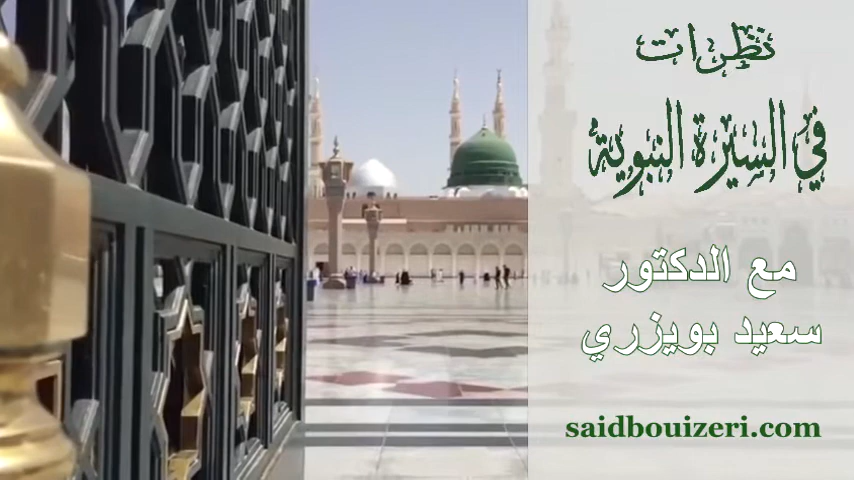 نظرات
في السيرة النبوية
مع الدكتور
سعيد بويزري
saidbouizeri.com